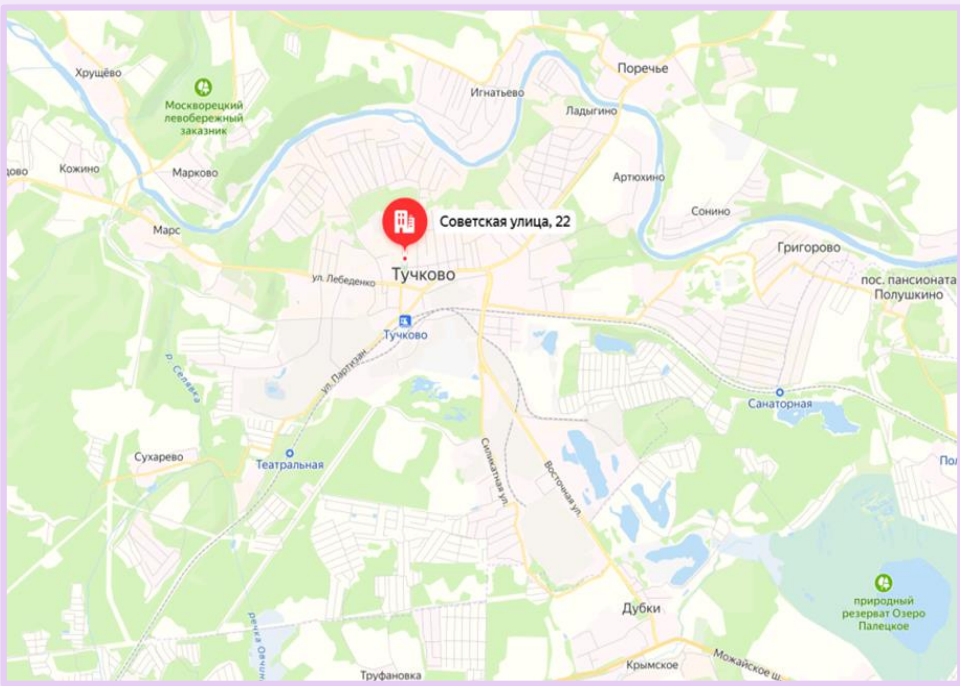 Хрущёво
Поречье
Игнатьево
Москворецкий
левобережный
заказник
Ладыгино
Кожино
Марково
Артюхино
Сонино
Марс
Советская улица, 22
Григорово
Тучково
ул. Лебеденко
пос. пансионата
Полушкино
Тучково
р. Селявка
ул. Партизан
Санаторная
Сухарево
Театральная
Силикатная ул.
Восточная ул.
природный
резерват Озеро
Палецкое
Дубки
Крымское
Можайское ш.
Труфановка